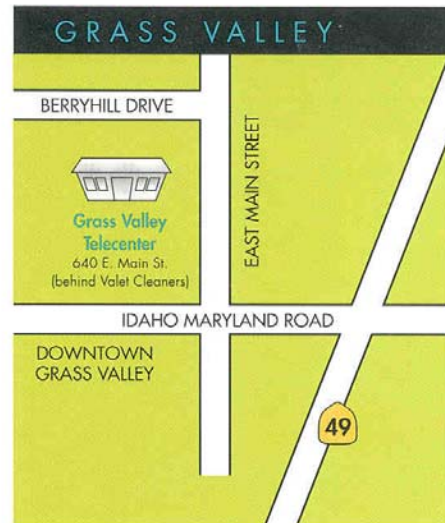 GRASS VALLEY
BERRYHILL DRIVE
EAST MAIN STREET
Grass Valley
Telecenter
640 E. Main St.
(behind Valet Cleaners)
IDAHO MARYLAND ROAD
DOWNTOWN
GRASS VALLEY
49